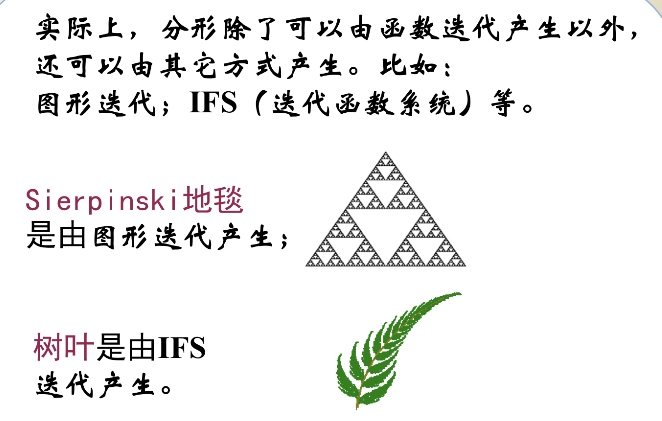 实际上，分形除了可以由函数迭代产生以外，
还可以由其它方式产生。比如：
图形迭代；IFS（迭代函数系统）等。
Sierpinski地毯
是由图形迭代产生；
树叶是由IFS
迭代产生。